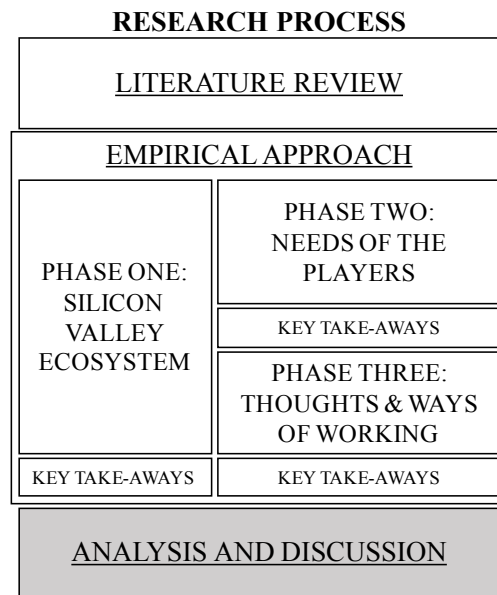 RESEARCH PROCESS
LITERATURE REVIEW
EMPIRICAL APPROACH
PHASE ONE:
SILICON
VALLEY
ECOSYSTEM
KEY TAKE-AWAYS
PHASE TWO:
NEEDS OF THE
PLAYERS
KEY TAKE-AWAYS
PHASE THREE:
THOUGHTS & WAYS
OF WORKING
KEY TAKE-AWAYS
ANALYSIS AND DISCUSSION